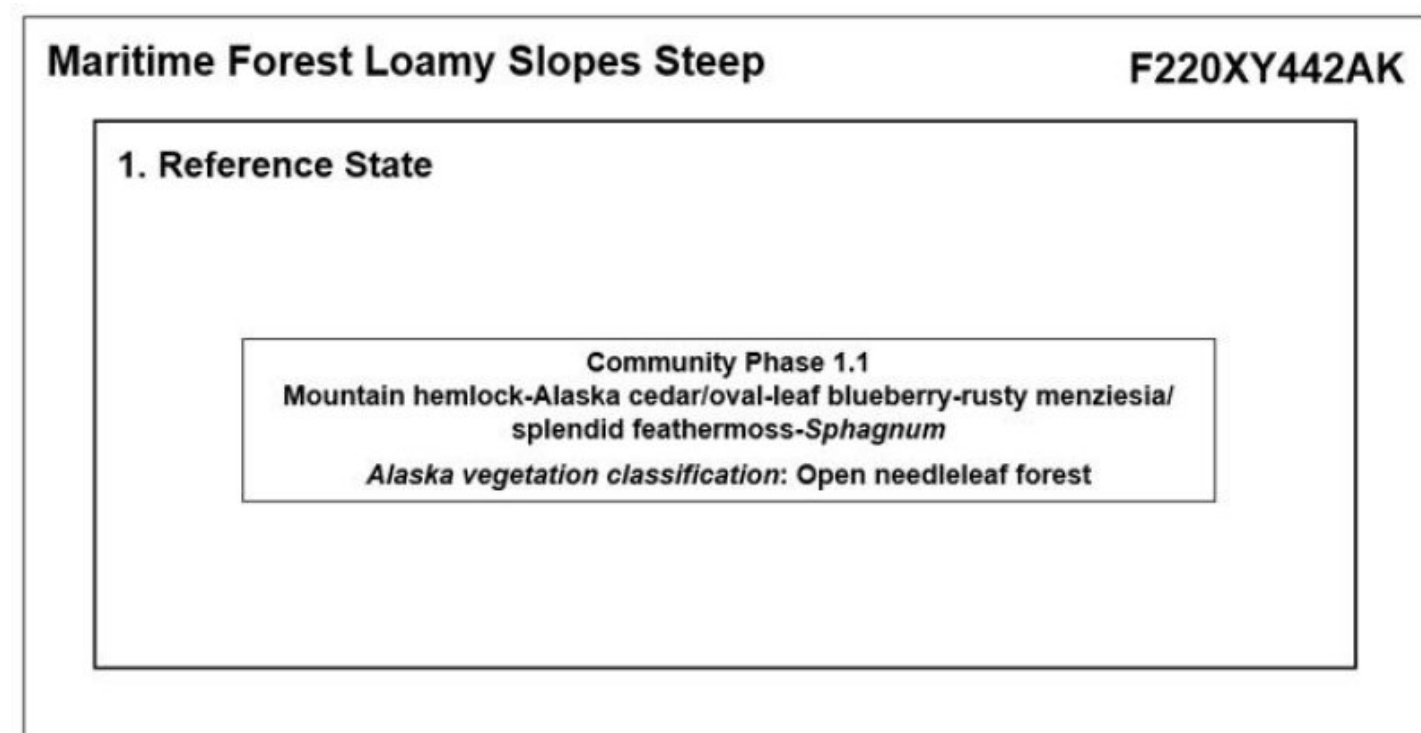 Maritime Forest Loamy Slopes Steep F220XY442AK
1. Reference State
Community Phase 1.1
Mountain hemlock-Alaska cedar/oval-leaf blueberry-rusty menziesia/
splendid feathermoss-Sphagnum
Alaska vegetation classification: Open needleleaf forest